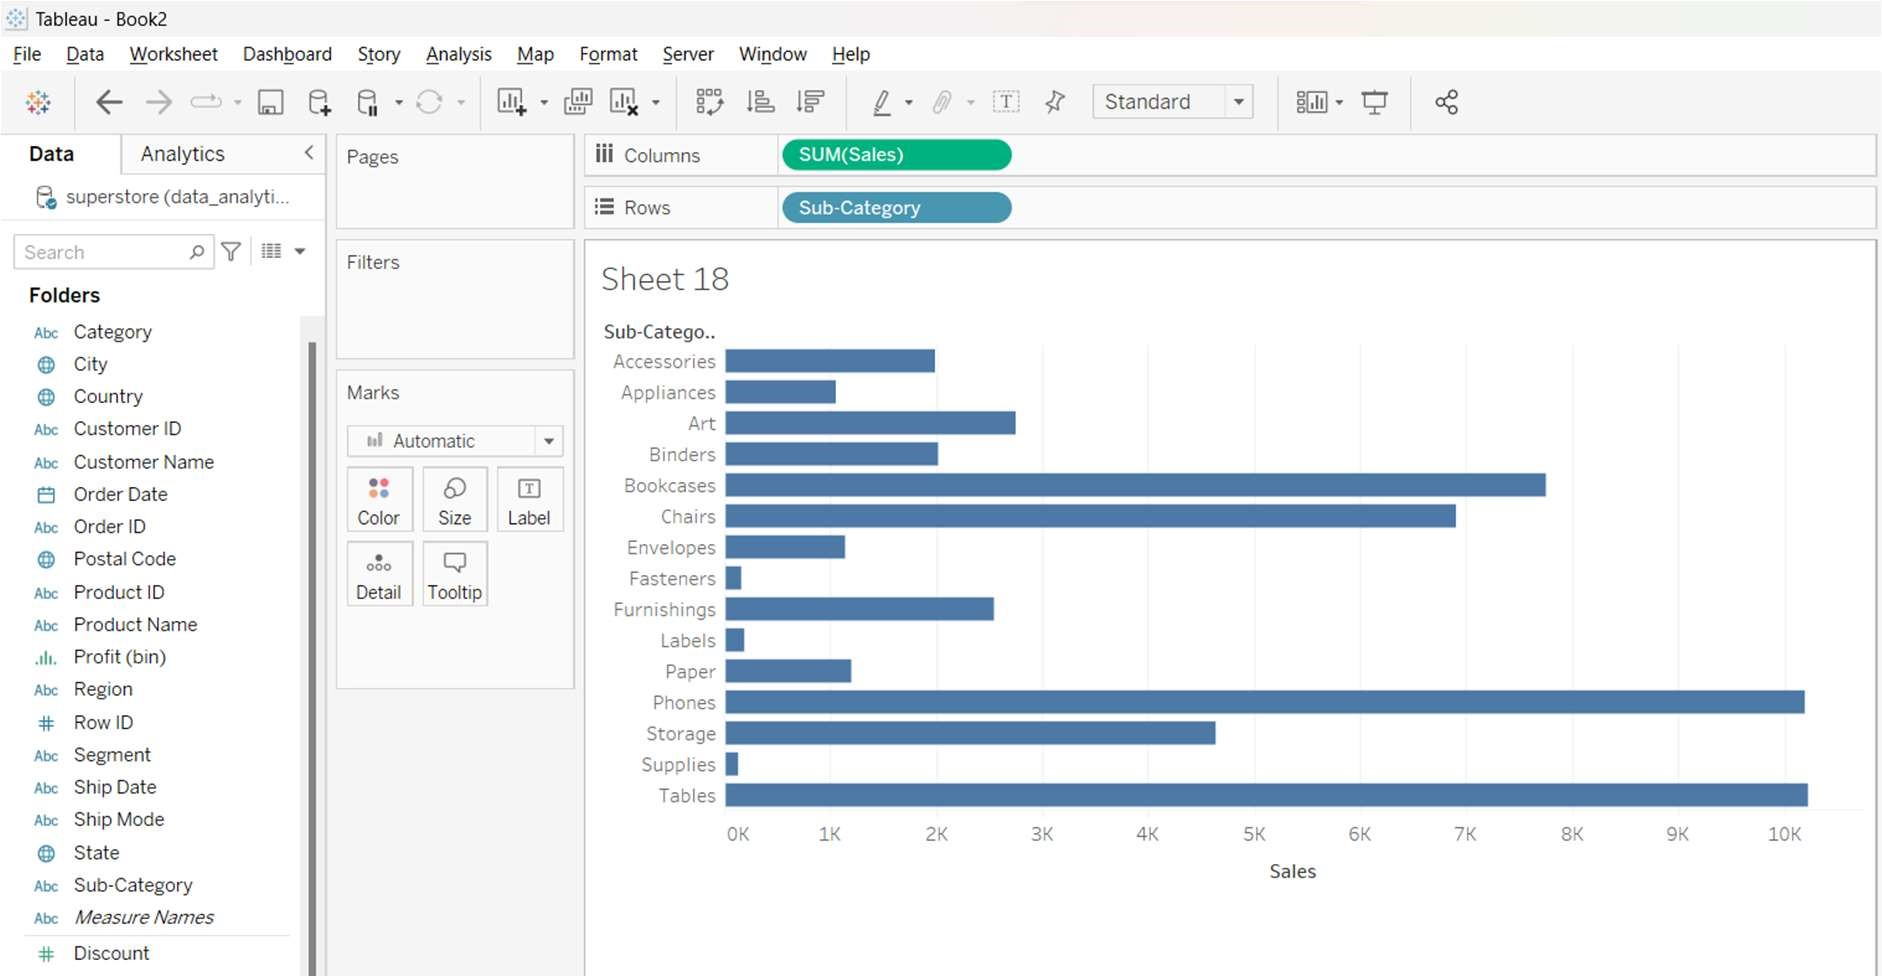 Tableau - Book2
File Data Worksheet Dashboard Story Analysis Map Format Server Window Help
Standard
Data Analytics
superstore (data_analyti...
Search
Folders
Abc Category
City
Country
Abc Customer ID
Abc Customer Name
Order Date
Abc Order ID
Postal Code
Abc Product ID
Abc Product Name
Profit (bin)
Abc Region
Row ID
Abc Segment
Abc Ship Date
Abc Ship Mode
State
Abc Sub-Category
Abc Measure Names
Discount
Pages
Filters
Marks
Automatic
Color Size Label
Detail Tooltip
Columns SUM(Sales)
Rows Sub-Category
Sheet 18
Sub-Catego..
Accessories
Appliances
Art
Binders
Bookcases
Chairs
Envelopes
Fasteners
Furnishings
Labels
Paper
Phones
Storage
Supplies
Tables
0K 1K 2K 3K 4K 5K 6K 7K 8K 9K 10K
Sales